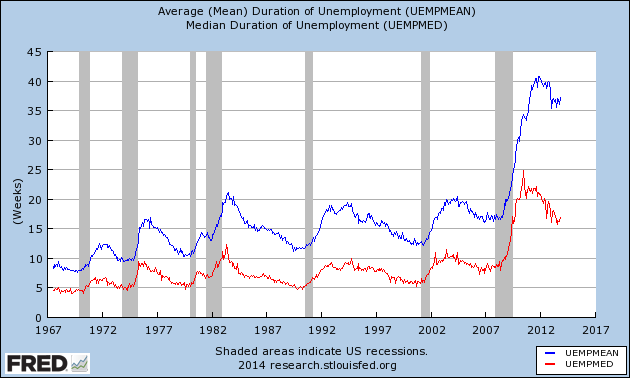 Average (Mean) Duration of Unemployment (UEMPMEAN)
Median Duration of Unemployment (UEMPMED)
45
40
35
30
25
20
15
10
5
0
(Weeks)
1967 1972 1977 1982 1987 1992 1997 2002 2007 2012 2017
Shaded areas indicate US recessions.
2014 research.stlouisfed.org
FRED
UEMPMEAN
UEMPMED